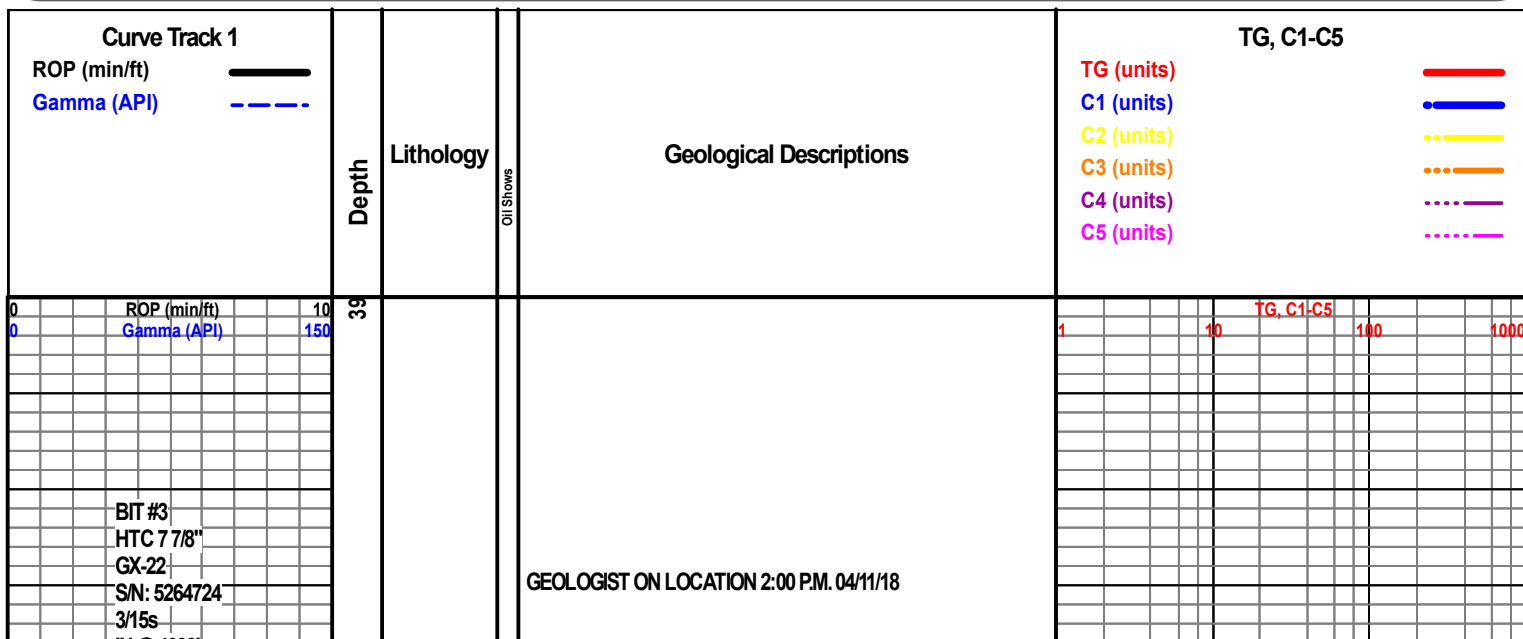 Curve Track 1
ROP (min/ft)
Gamma (API)
Depth
Lithology
Oil Shows
Geological Descriptions
TG, C1-C5
TG (units)
C1 (units)
C2 (units)
C3 (units)
C4 (units)
C5 (units)
0 ROP (min/ft) 10
0 Gamma (API) 150
39
TG, C1-C5
1 10 100 1000
BIT #3
HTC 7 7/8"
GX-22
S/N: 5264724
3/15s
GEOLOGIST ON LOCATION 2:00 P.M. 04/11/18